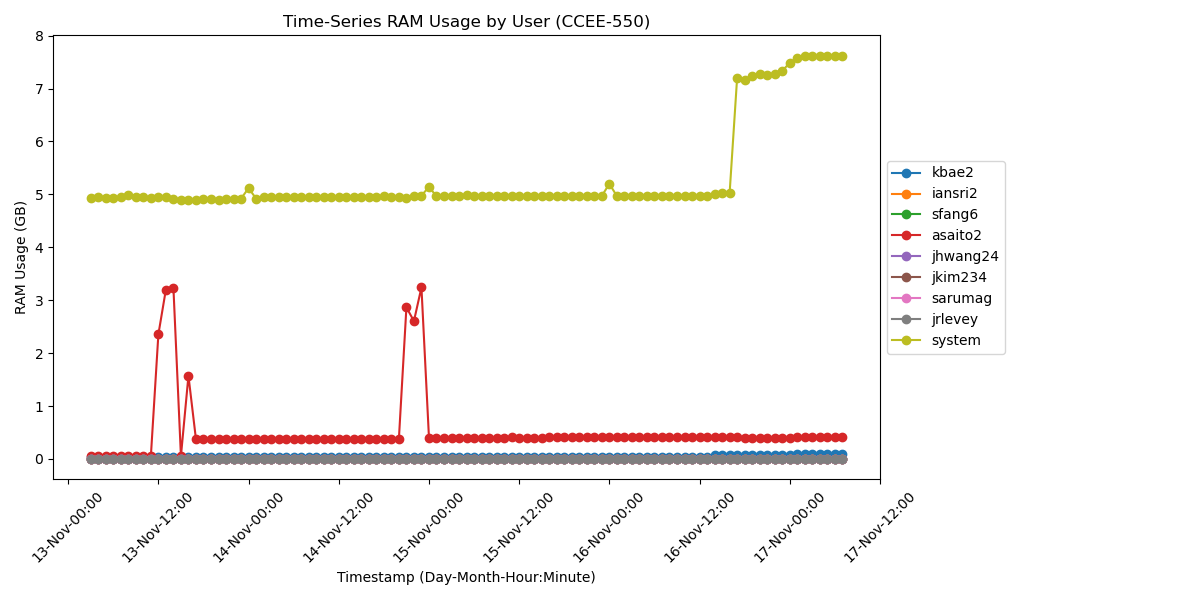 Time-Series RAM Usage by User (CCEE-550)
RAM Usage (GB)
8
7
6
5
4
3
2
1
0
13-Nov-00:00
13-Nov-12:00
14-Nov-00:00
14-Nov-12:00
15-Nov-00:00
15-Nov-12:00
16-Nov-00:00
16-Nov-12:00
17-Nov-00:00
17-Nov-12:00
Timestamp (Day-Month-Hour:Minute)
kbae2
iansri2
sfang6
asaito2
jhwang24
jkim234
sarumag
jrlevey
system